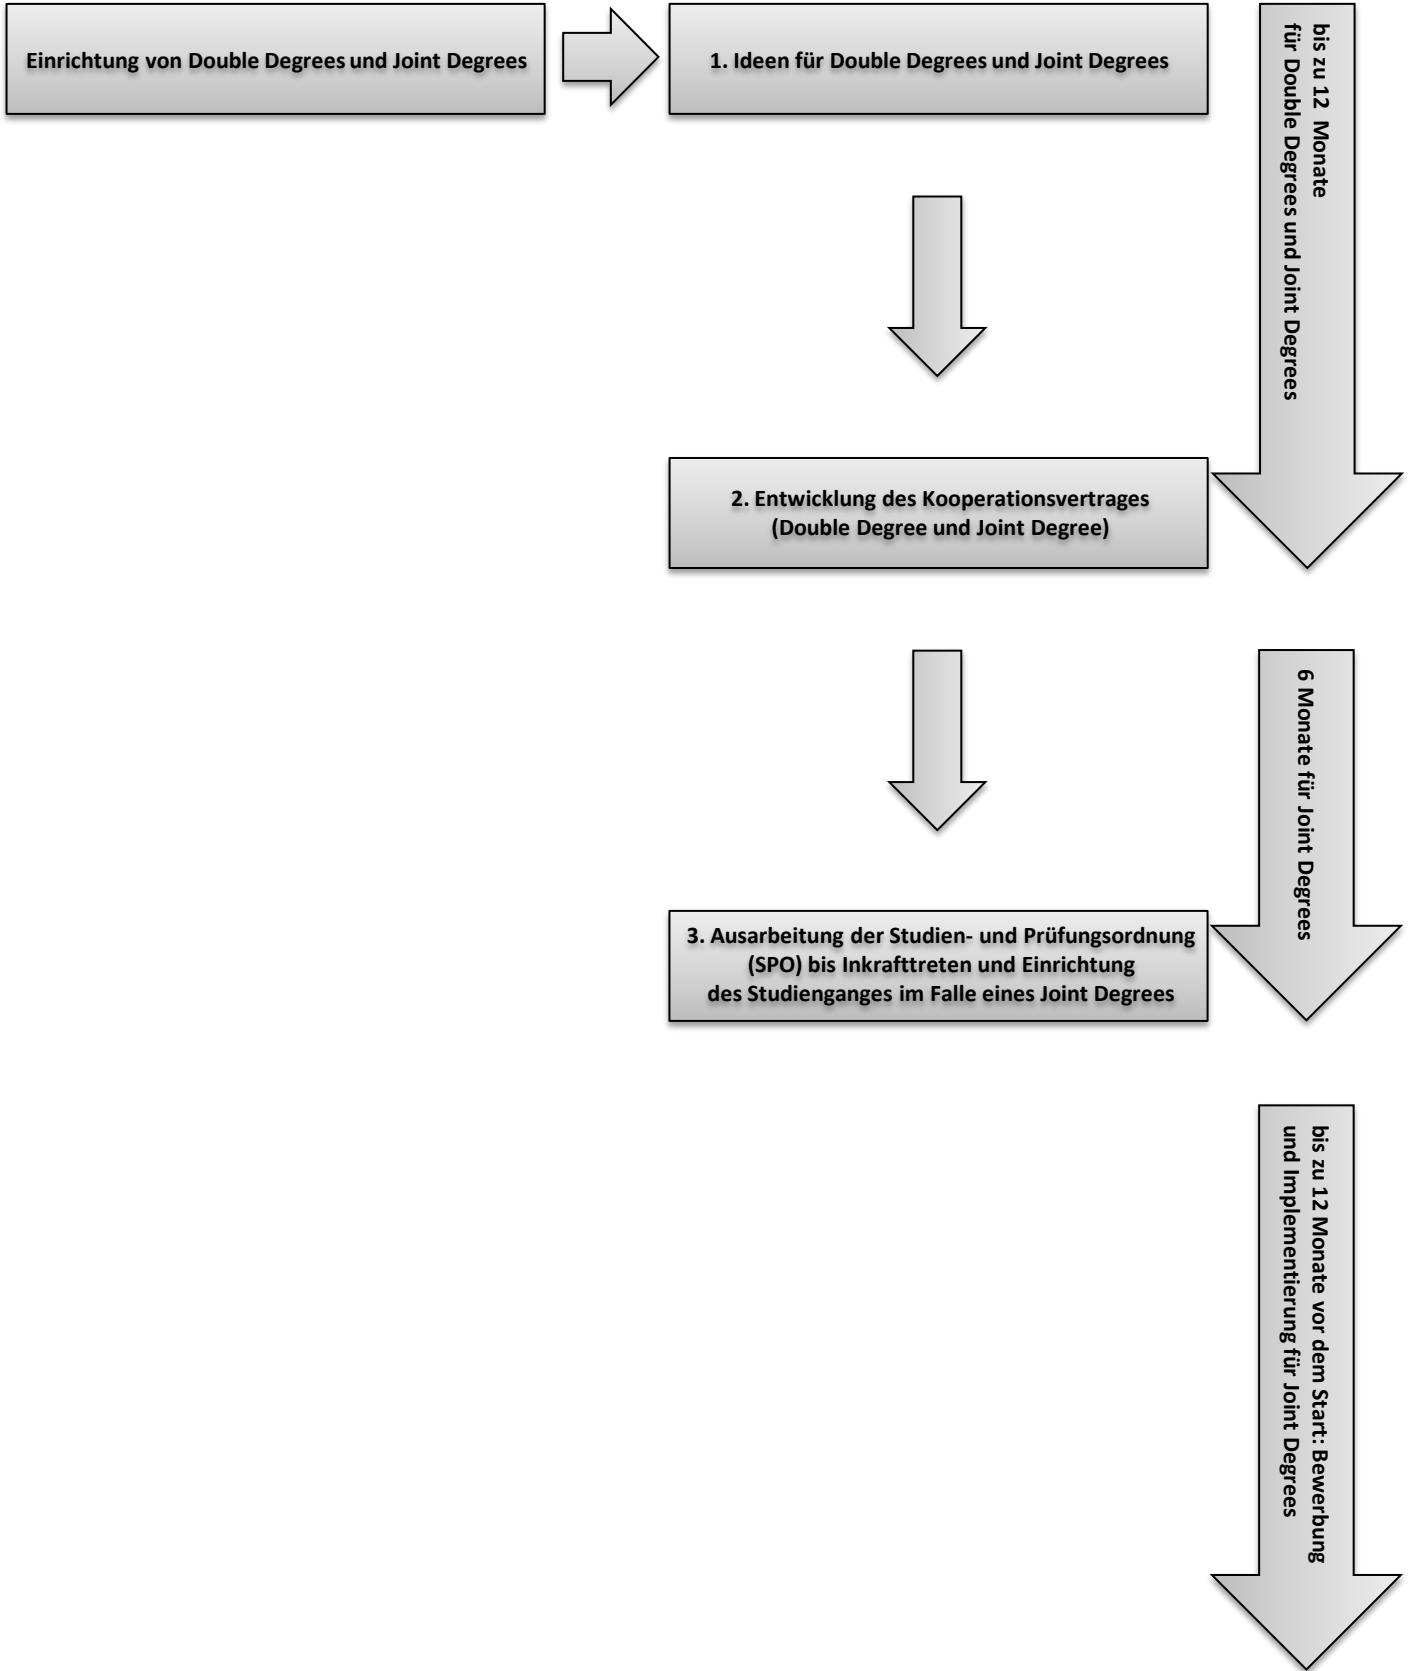 Einrichtung von Double Degrees und Joint Degrees
1. Ideen für Double Degrees und Joint Degrees
bis zu 12 Monate
für Double Degrees und Joint Degrees
2. Entwicklung des Kooperationsvertrages
(Double Degree und Joint Degree)
6 Monate für Joint Degrees
3. Ausarbeitung der Studien- und Prüfungsordnung
(SPO) bis Inkrafttreten und Einrichtung
des Studienganges im Falle eines Joint Degrees
bis zu 12 Monate vor dem Start: Bewerbung
und Implementierung für Joint Degrees